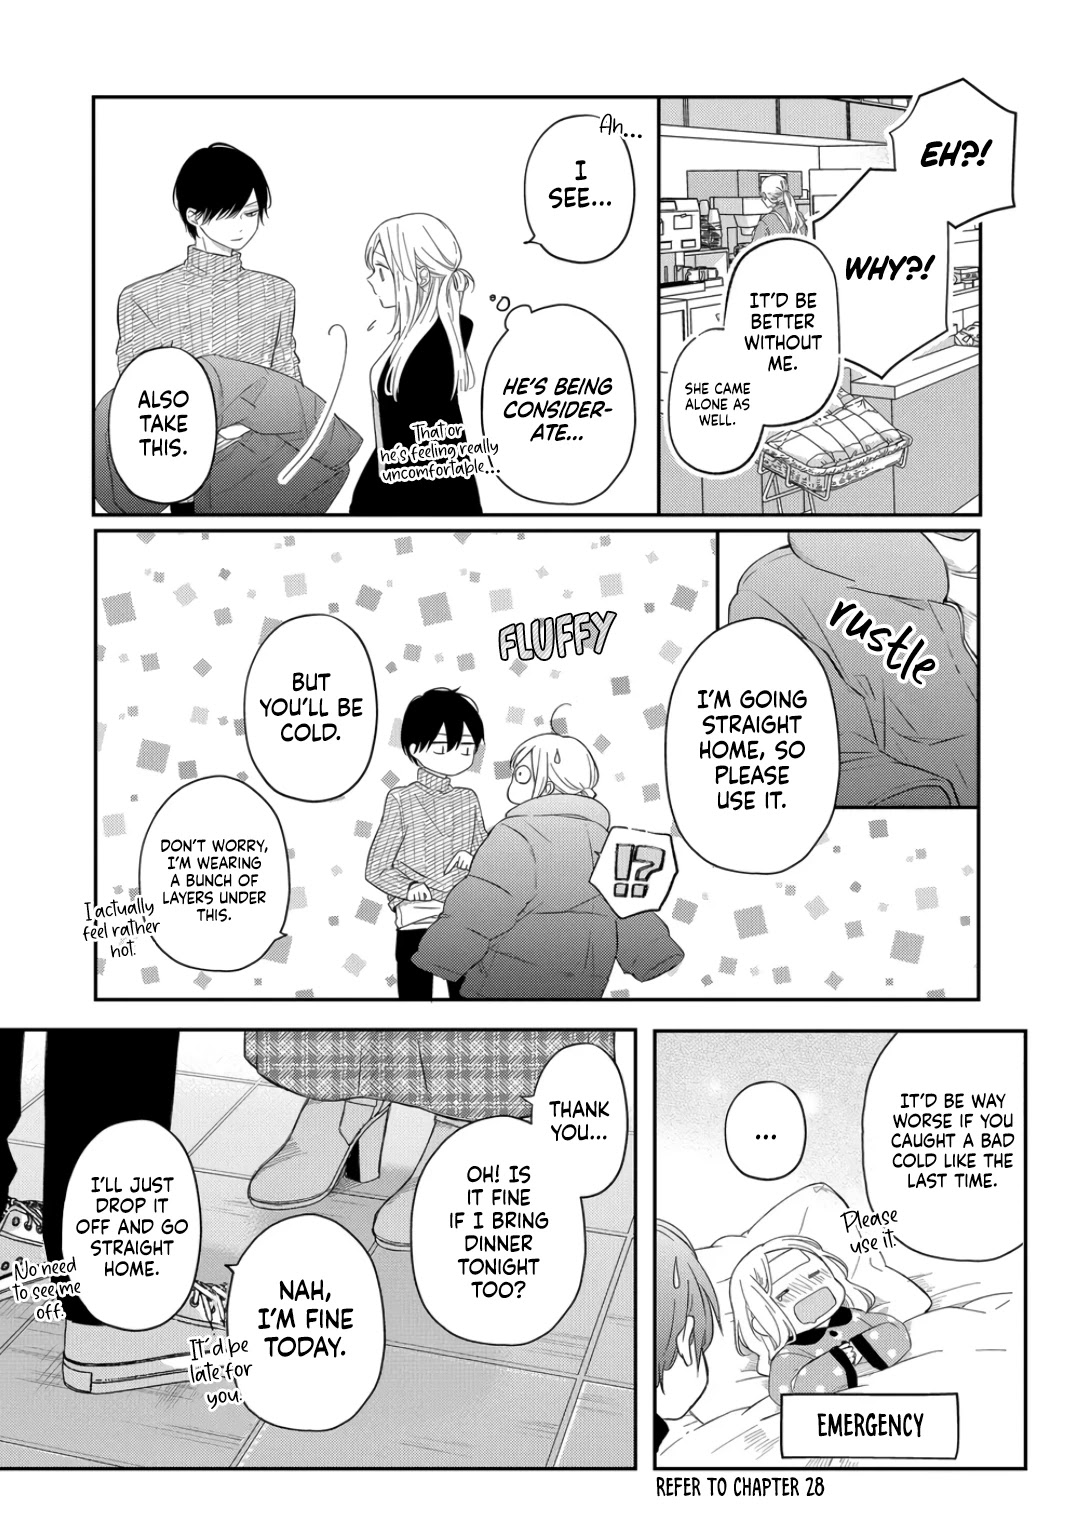 EH?!
WHY?!
IT'D BE
BETTER
WITHOUT
ME.
SHE CAME
ALONE AS
WELL.
Ah...
I
SEE...
HE'S BEING
CONSIDER-
ATE...
That or
he's feeling really
uncomfortable...
ALSO
TAKE
THIS.
rustle
I'M GOING
STRAIGHT
HOME, SO
PLEASE
USE IT.
FLUFFY
!?
BUT
YOU'LL BE
COLD.
DON'T WORRY,
I'M WEARING
A BUNCH OF
LAYERS UNDER
THIS.
I actually
feel rather
hot.
IT'D BE WAY
WORSE IF YOU
CAUGHT A BAD
COLD LIKE THE
LAST TIME.
Please
use it.
...
EMERGENCY
REFER TO CHAPTER 28
THANK
YOU...
OH! IS
IT FINE
IF I BRING
DINNER
TONIGHT
TOO?
NAH,
I'M FINE
TODAY.
It'd be
late for
you.
I'LL JUST
DROP IT
OFF AND GO
STRAIGHT
HOME.
No need
to see me
off.